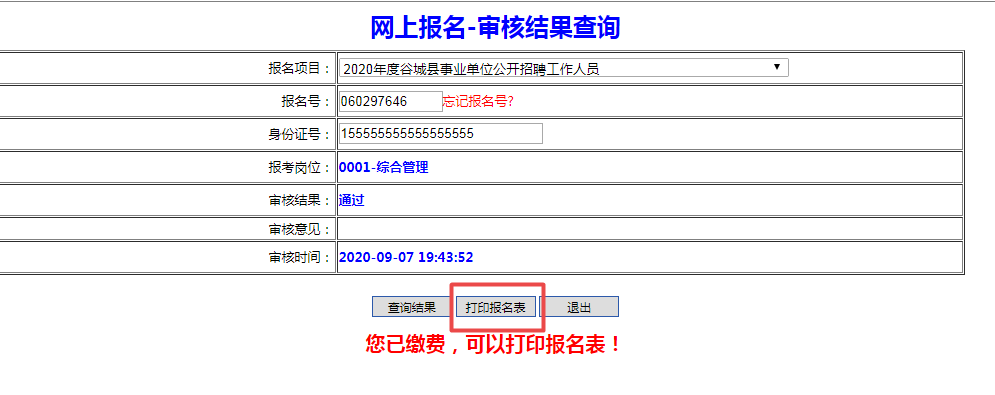 网上报名-审核结果查询
报名项目： 2020年度谷城县事业单位公开招聘工作人员
报名号： 060297646 忘记报名号?
身份证号： 155555555555555555
报考岗位： 0001-综合管理
审核结果： 通过
审核意见：
审核时间： 2020-09-07 19:43:52
查询结果 打印报名表 退出
您已缴费，可以打印报名表！